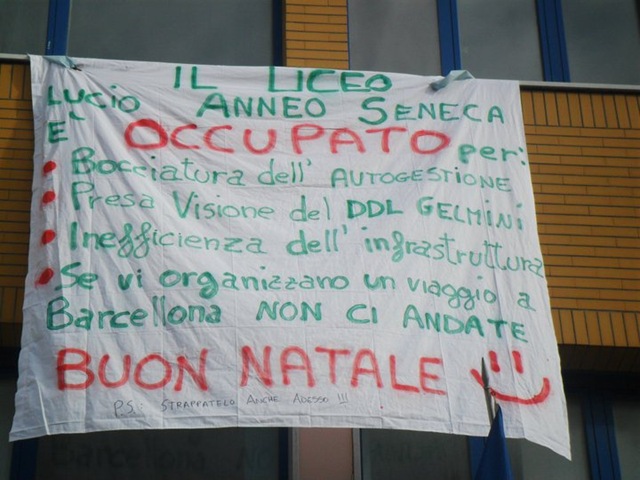 IL LICEO
LUCIO ANNEO SENECA
È OCCUPATO per:
• Bocciatura dell' AUTOGESTIONE
• Presa Visione del DDL GELMINI
• Inefficienza dell' infrastruttura
• Se vi organizzano un viaggio a
Barcellona NON CI ANDATE
BUON NATALE
P.S.: STRAPPATELO ANCHE ADESSO !!!